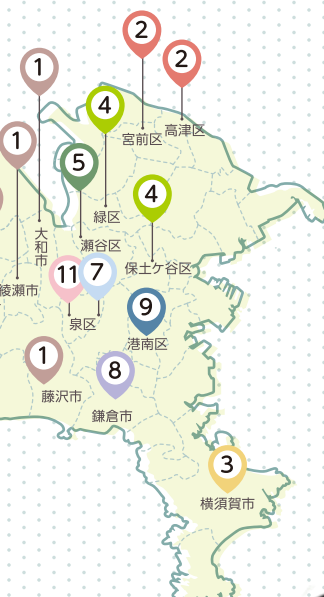 2
2
1
4
宮前区
高津区
1
5
4
緑区
大和市
瀬谷区
保土ケ谷区
11
7
綾瀬市
9
泉区
港南区
1
8
藤沢市
鎌倉市
3
横須賀市